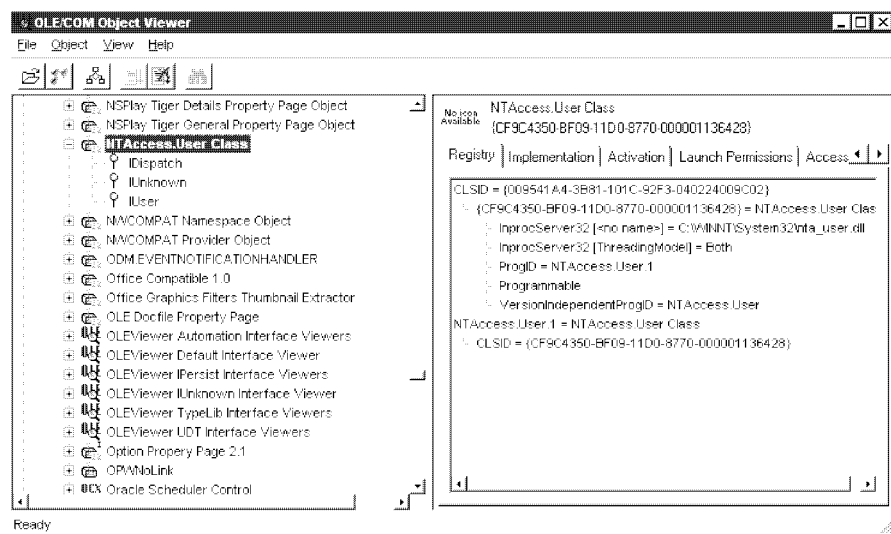 OLE/COM Object Viewer
File Object View Help
NSPlay Tiger Details Property Page Object
NSPlay Tiger General Property Page Object
NTAccess.User Class
IDispatch
IUnknown
IUser
NWCOMPAT Namespace Object
NWCOMPAT Provider Object
ODM.EVENTNOTIFICATIONHANDLER
Office Compatible 1.0
Office Graphics Filters Thumbnail Extractor
OLE Docfile Property Page
OLEViewer Automation Interface Viewers
OLEViewer Default Interface Viewer
OLEViewer IPersist Interface Viewers
OLEViewer IUnknown Interface Viewer
OLEViewer TypeLib Interface Viewers
OLEViewer UDT Interface Viewers
Option Propery Page 2.1
OPWNoLink
OCX Oracle Scheduler Control
No icon Available
NTAccess.User Class
{CF9C4350-BF09-11D0-8770-000001136428}
Registry Implementation Activation Launch Permissions Access
CLSID = {009541A4-3B81-101C-92F3-040224009C02}
{CF9C4350-BF09-11D0-8770-000001136428} = NTAccess.User Clas
InprocServer32 [<no name>] = C:\WINNT\System32\nta_user.dll
InprocServer32 [ThreadingModel] = Both
ProgID = NTAccess.User.1
Programmable
VersionIndependentProgID = NTAccess.User
NTAccess.User.1 = NTAccess.User Class
CLSID = {CF9C4350-BF09-11D0-8770-000001136428}
Ready